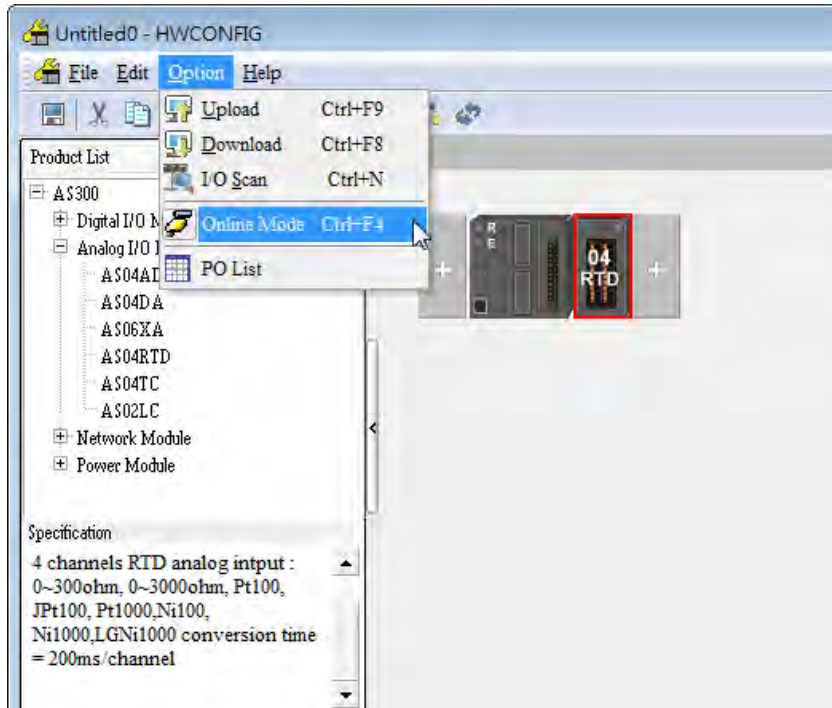 Untitled0 - HWCONFIG
File Edit Option Help
Upload Ctrl+F9
Download Ctrl+F8
I/O Scan Ctrl+N
Online Mode Ctrl+F4
PO List
Product List
AS300
Digital I/O M
Analog I/O
AS04AD
AS04DA
AS06XA
AS04RTD
AS04TC
AS02LC
Network Module
Power Module
+
R
E
04
RTD
+
Specification
4 channels RTD analog intput :
0~300ohm, 0~3000ohm, Pt100,
JPt100, Pt1000,Ni100,
Ni1000,LGNi1000 conversion time
= 200ms/channel